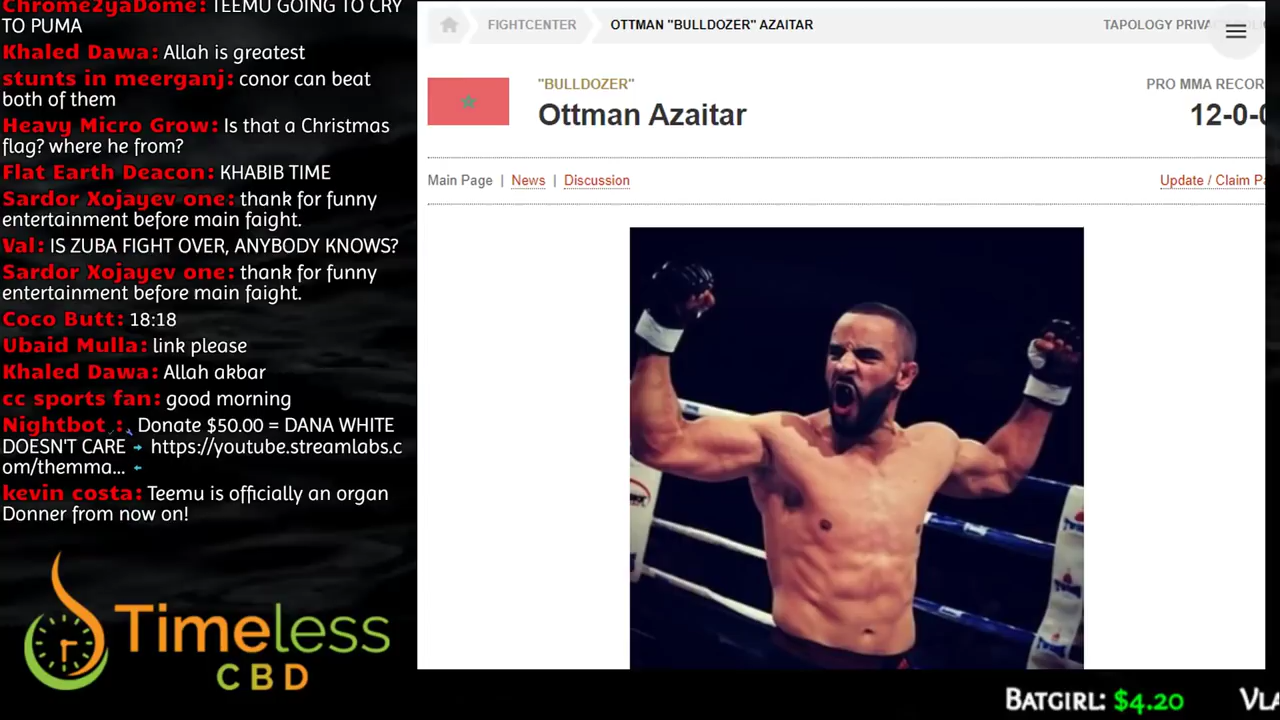 Chrome2yaDome: TEEMU GOING TO CRY
TO PUMA
Khaled Dawa: Allah is greatest
stunts in meerganj: conor can beat
both of them
Heavy Micro Grow: Is that a Christmas
flag? where he from?
Flat Earth Deacon: KHABIB TIME
Sardor Xojayev one: thank for funny
entertainment before main faight.
Val: IS ZUBA FIGHT OVER, ANYBODY KNOWS?
Sardor Xojayev one: thank for funny
entertainment before main faight.
Coco Butt: 18:18
Ubaid Mulla: link please
Khaled Dawa: Allah akbar
cc sports fan: good morning
Nightbot: Donate $50.00 = DANA WHITE
DOESN'T CARE → https://youtube.streamlabs.c
om/themma... ←
kevin costa: Teemu is officially an organ
Donner from now on!
Timeless
CBD
FIGHTCENTER OTTMAN "BULLDOZER" AZAITAR TAPOLOGY
"BULLDOZER" PRO MMA RECOR
Ottman Azaitar 12-0-0
Main Page | News | Discussion Update / Claim Pa
BATGIRL: $4.20 VLA